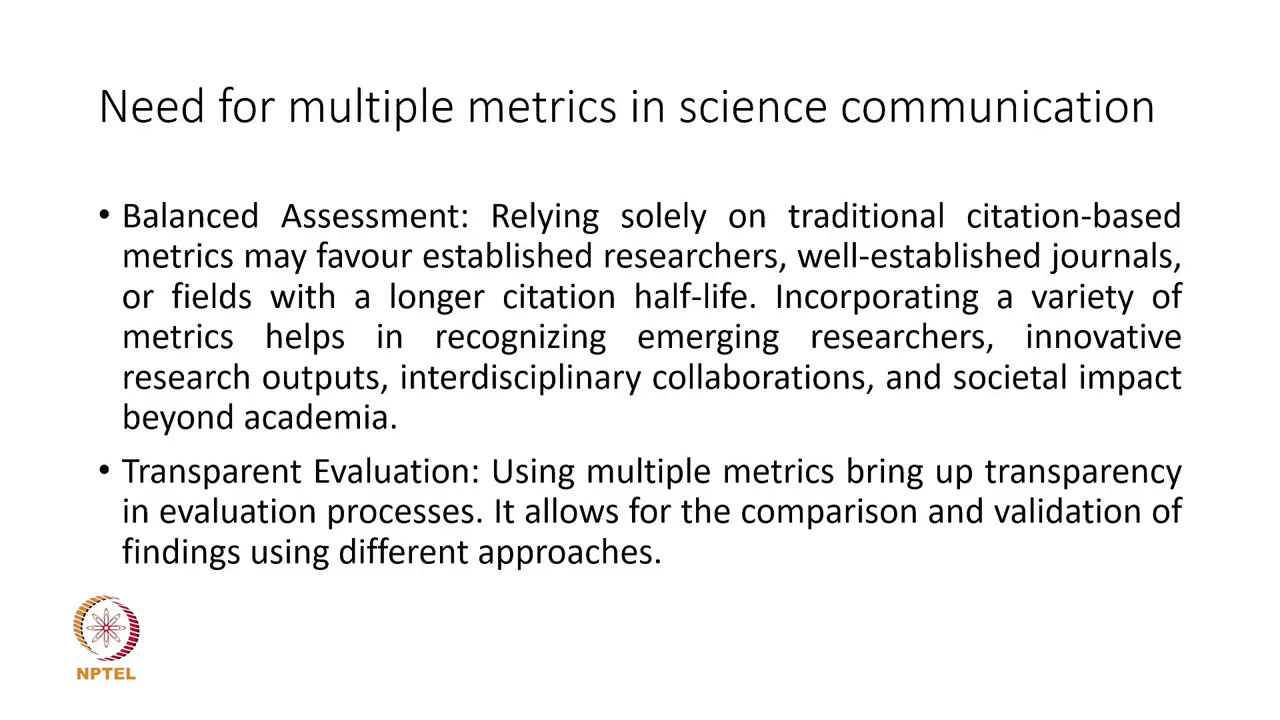 Need for multiple metrics in science communication
• Balanced Assessment: Relying solely on traditional citation-based
metrics may favour established researchers, well-established journals,
or fields with a longer citation half-life. Incorporating a variety of
metrics helps in recognizing emerging researchers, innovative
research outputs, interdisciplinary collaborations, and societal impact
beyond academia.
• Transparent Evaluation: Using multiple metrics bring up transparency
in evaluation processes. It allows for the comparison and validation of
findings using different approaches.
NPTEL